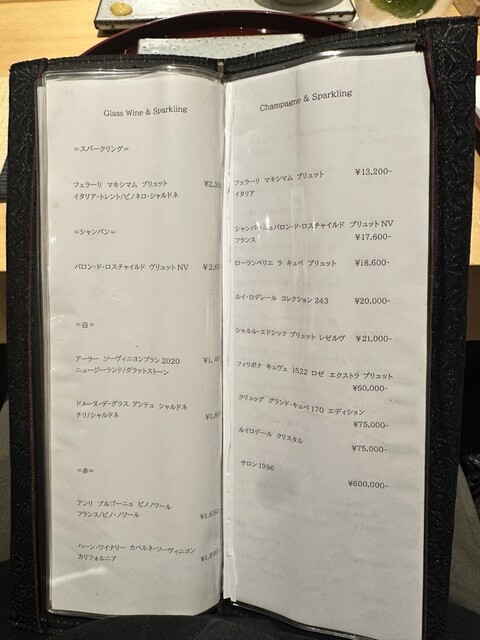 Glass Wine & Sparkling
=スパークリング=
フェラーリ マキシマム ブリュット
イタリア・トレント/ピノネロ・シャルドネ
=シャンパン=
バロン・ド・ロスチャイルド ヴリュットNV
=白=
アーラー ソーヴィニヨンブラン2020
ニュージーランド/グラットストーン
ドメーヌ・デ・グラス アンテュ シャルドネ
チリ/シャルドネ
=赤=
アンリ ブルゴーニュ ピノノワール
フランス/ピノ・ノワール
ハーン・ワイナリー カベルネ・ソーヴィニヨン
カリフォルニア
Champagne & Sparkling
フェラーリ マキシマム ブリュット ¥13,200-
イタリア
シャンパーニュバロン・ド・ロスチャイルド ブリュットNV
フランス ¥17,600-
ローランペリエ ラ キュベ ブリュット ¥18,600-
ルイ・ロデレール コレクション 243 ¥20,000-
シャルル・エドシック ブリュット レゼルヴ ¥21,000-
フィリポナ キュヴェ 1522 ロゼ エクストラ ブリュット
¥50,000-
クリュッグ グランド・キュベ170 エディション
¥75,000-
ルイロデール クリスタル
¥75,000-
サロン1996
¥600,000-